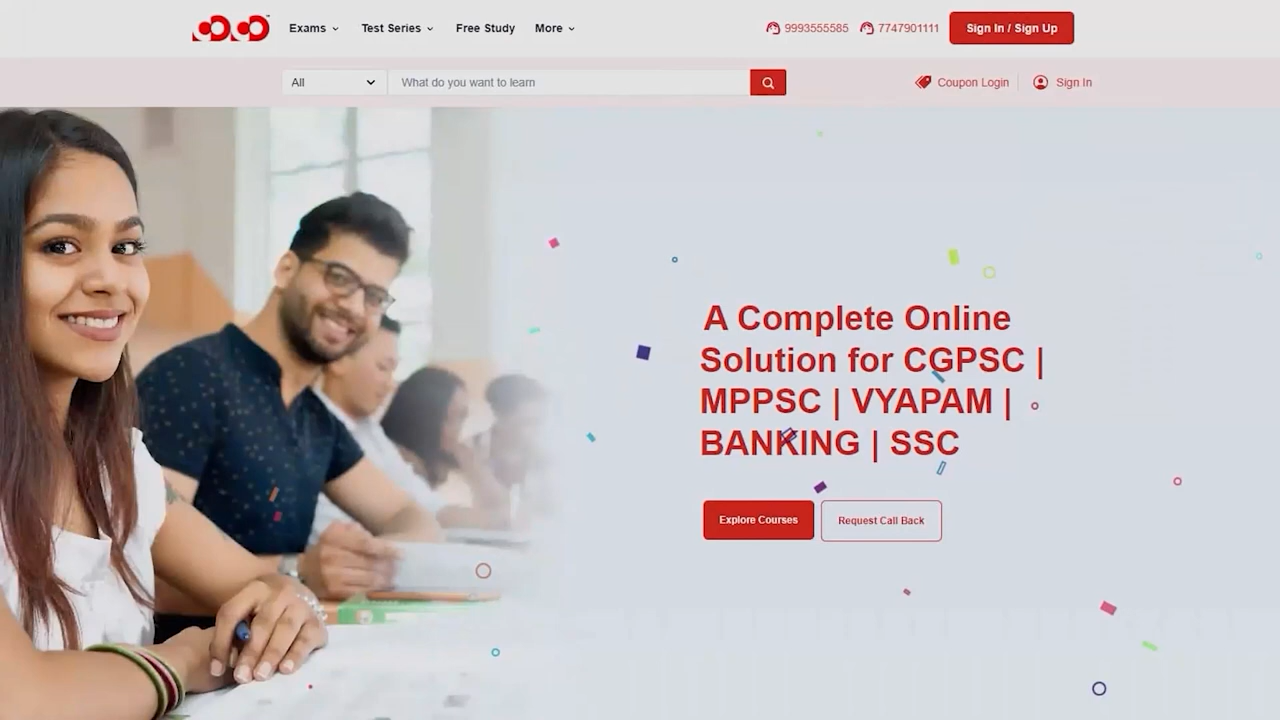 Exams
Test Series
Free Study
More
9993555585
7747901111
Sign In / Sign Up
All
What do you want to learn
Coupon Login
Sign In
A Complete Online
Solution for CGPSC |
MPPSC | VYAPAM |
BANKING | SSC
Explore Courses
Request Call Back